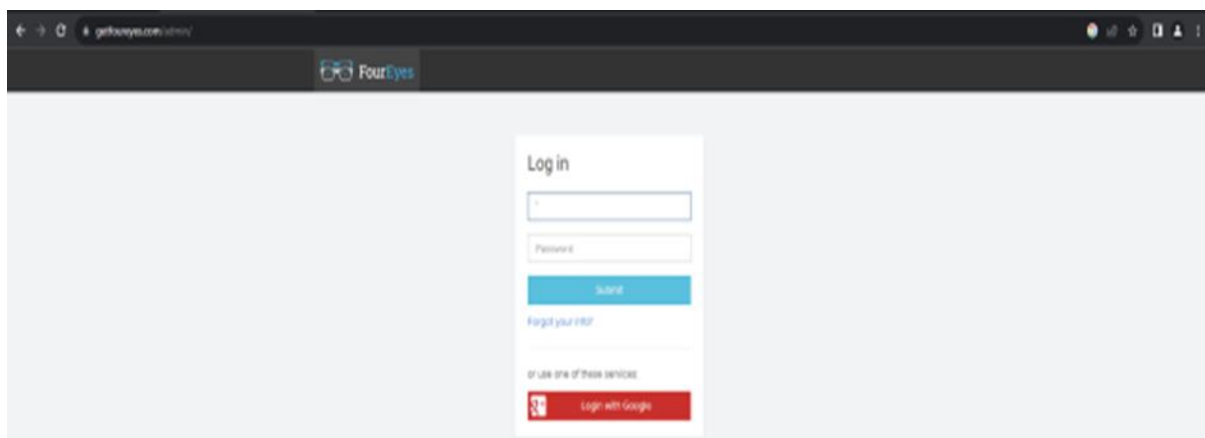 getfoureyes.com/admin/
FourEyes
Log in
'
Password
Submit
Forgot your info?
or use one of these services:
Login with Google